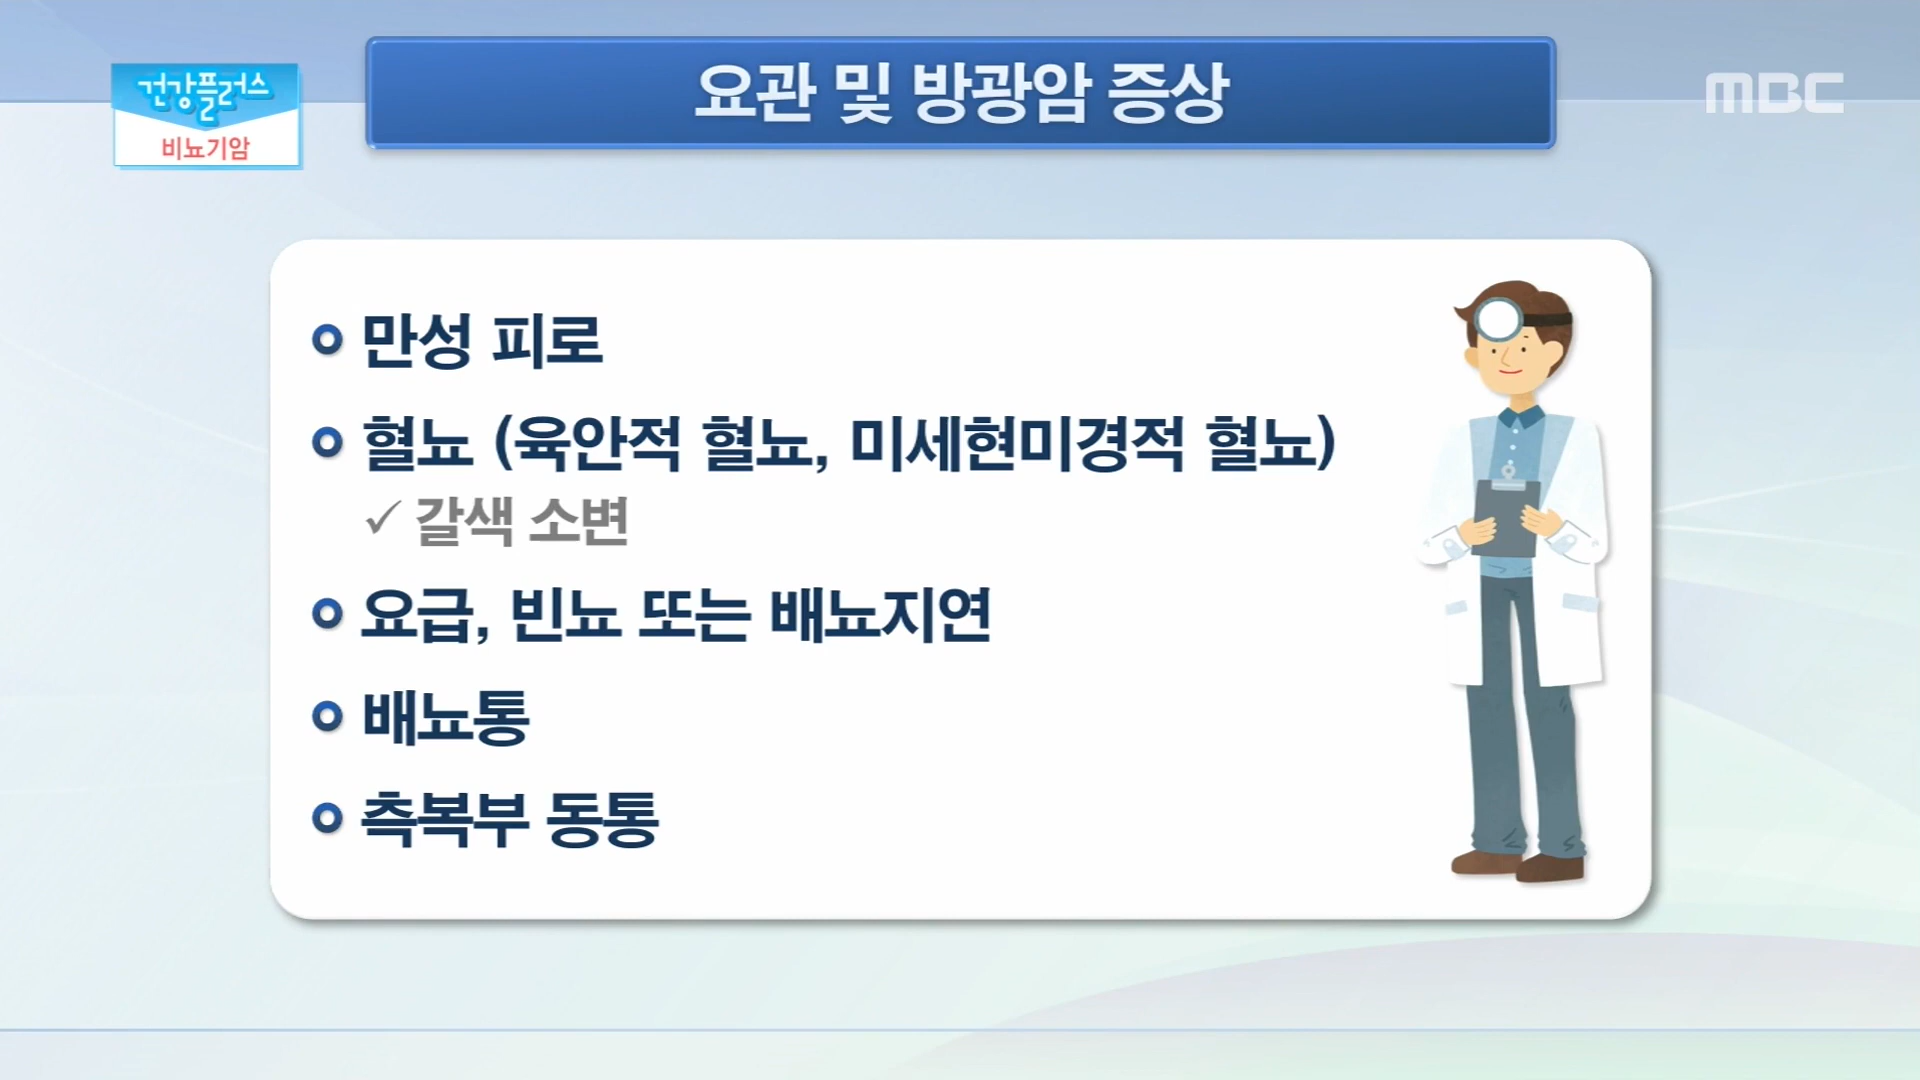 건강플러스
비뇨기암
요관 및 방광암 증상
MBC
만성 피로
혈뇨 (육안적 혈뇨, 미세현미경적 혈뇨)
✓ 갈색 소변
요급, 빈뇨 또는 배뇨지연
배뇨통
측복부 동통